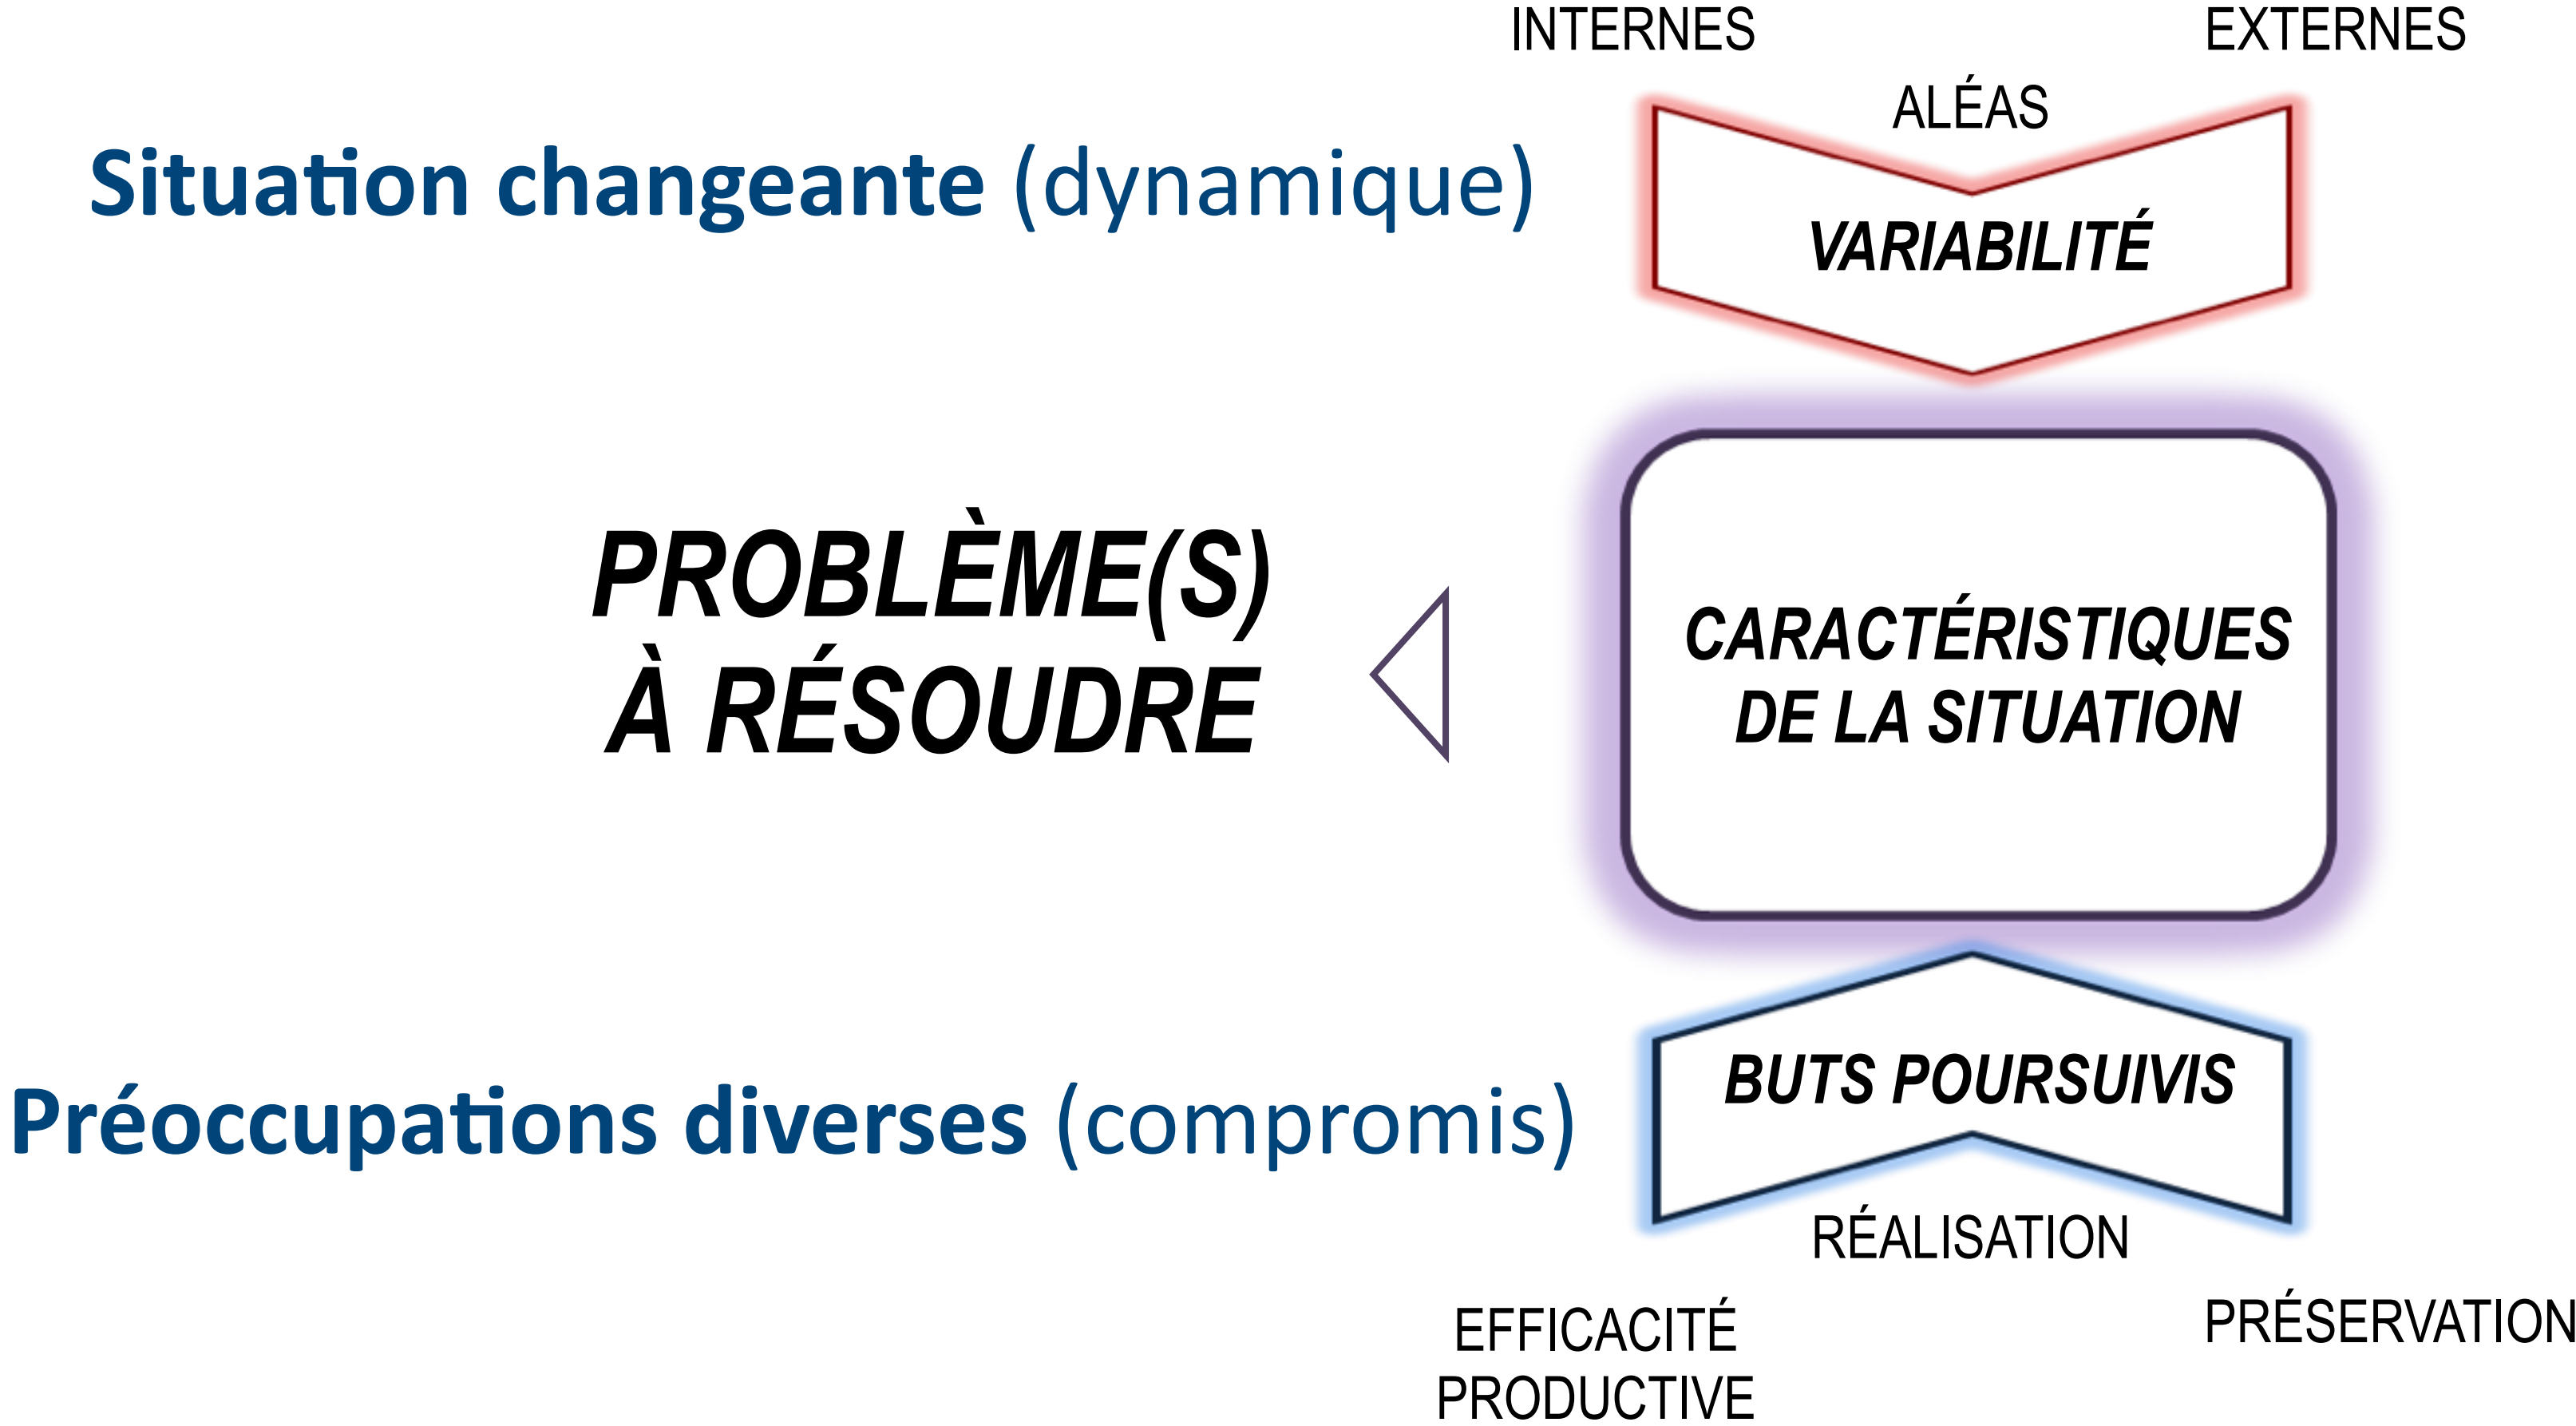 INTERNES
EXTERNES
ALÉAS
Situation changeante (dynamique)
VARIABILITÉ
PROBLÈME(S)
À RÉSOUDRE
CARACTÉRISTIQUES
DE LA SITUATION
BUTS POURSUIVIS
Préoccupations diverses (compromis)
RÉALISATION
EFFICACITÉ
PRODUCTIVE
PRÉSERVATION